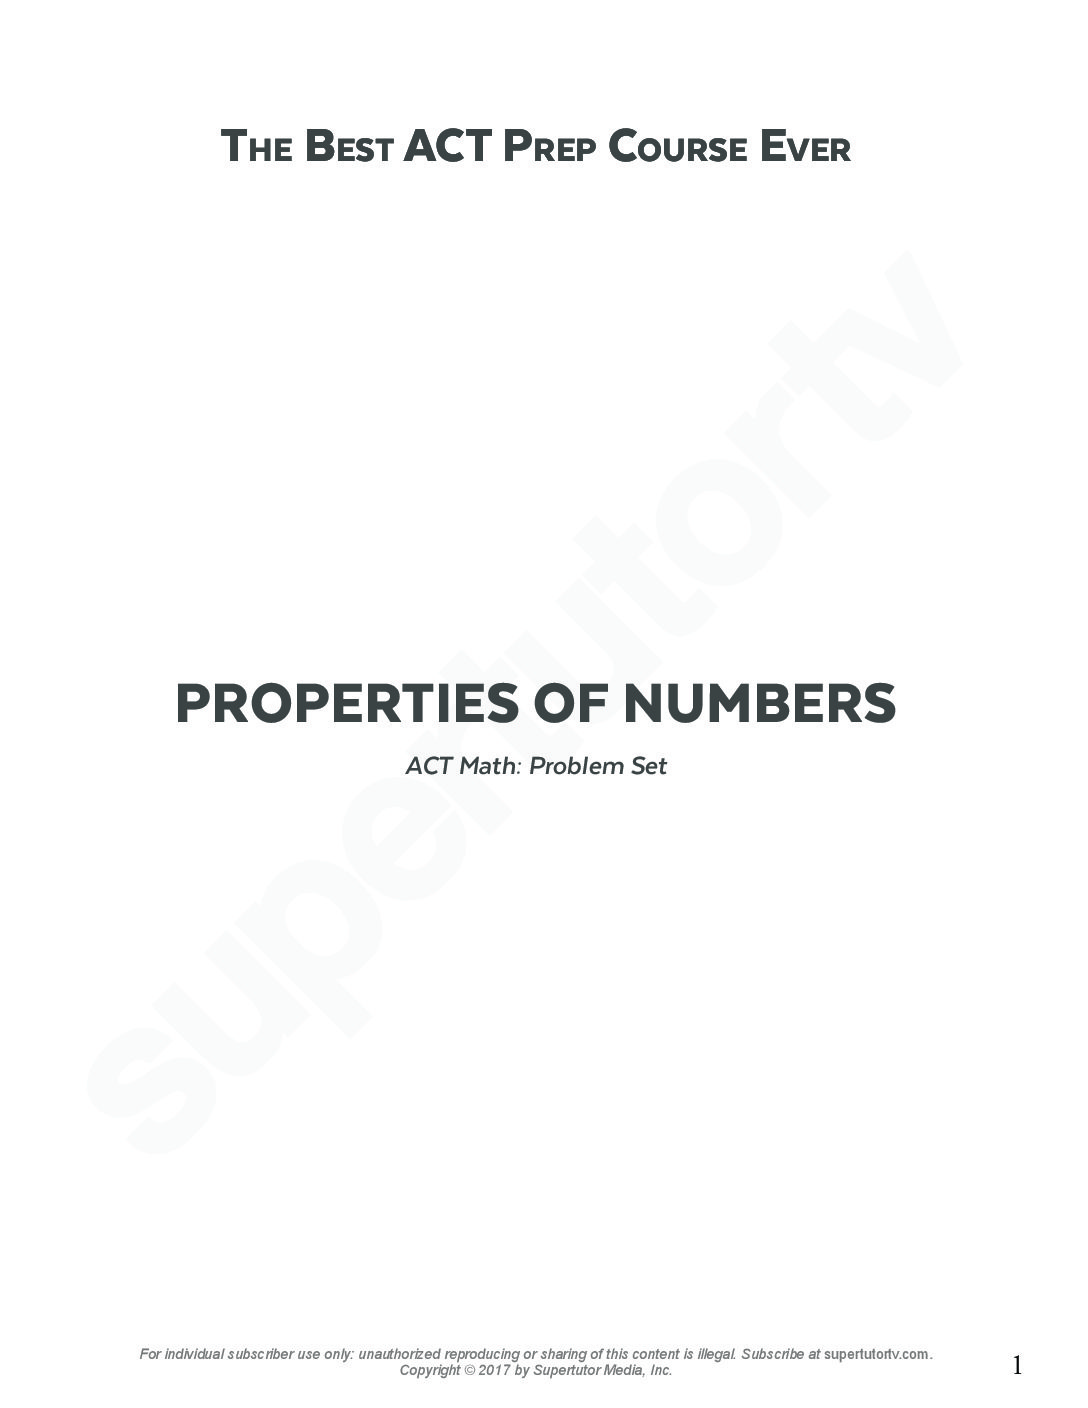 The Best ACT Prep Course Ever
supertutortv
PROPERTIES OF NUMBERS
ACT Math: Problem Set
For individual subscriber use only: unauthorized reproducing or sharing of this content is illegal. Subscribe at supertutortv.com.
Copyright © 2017 by Supertutor Media, Inc.
1